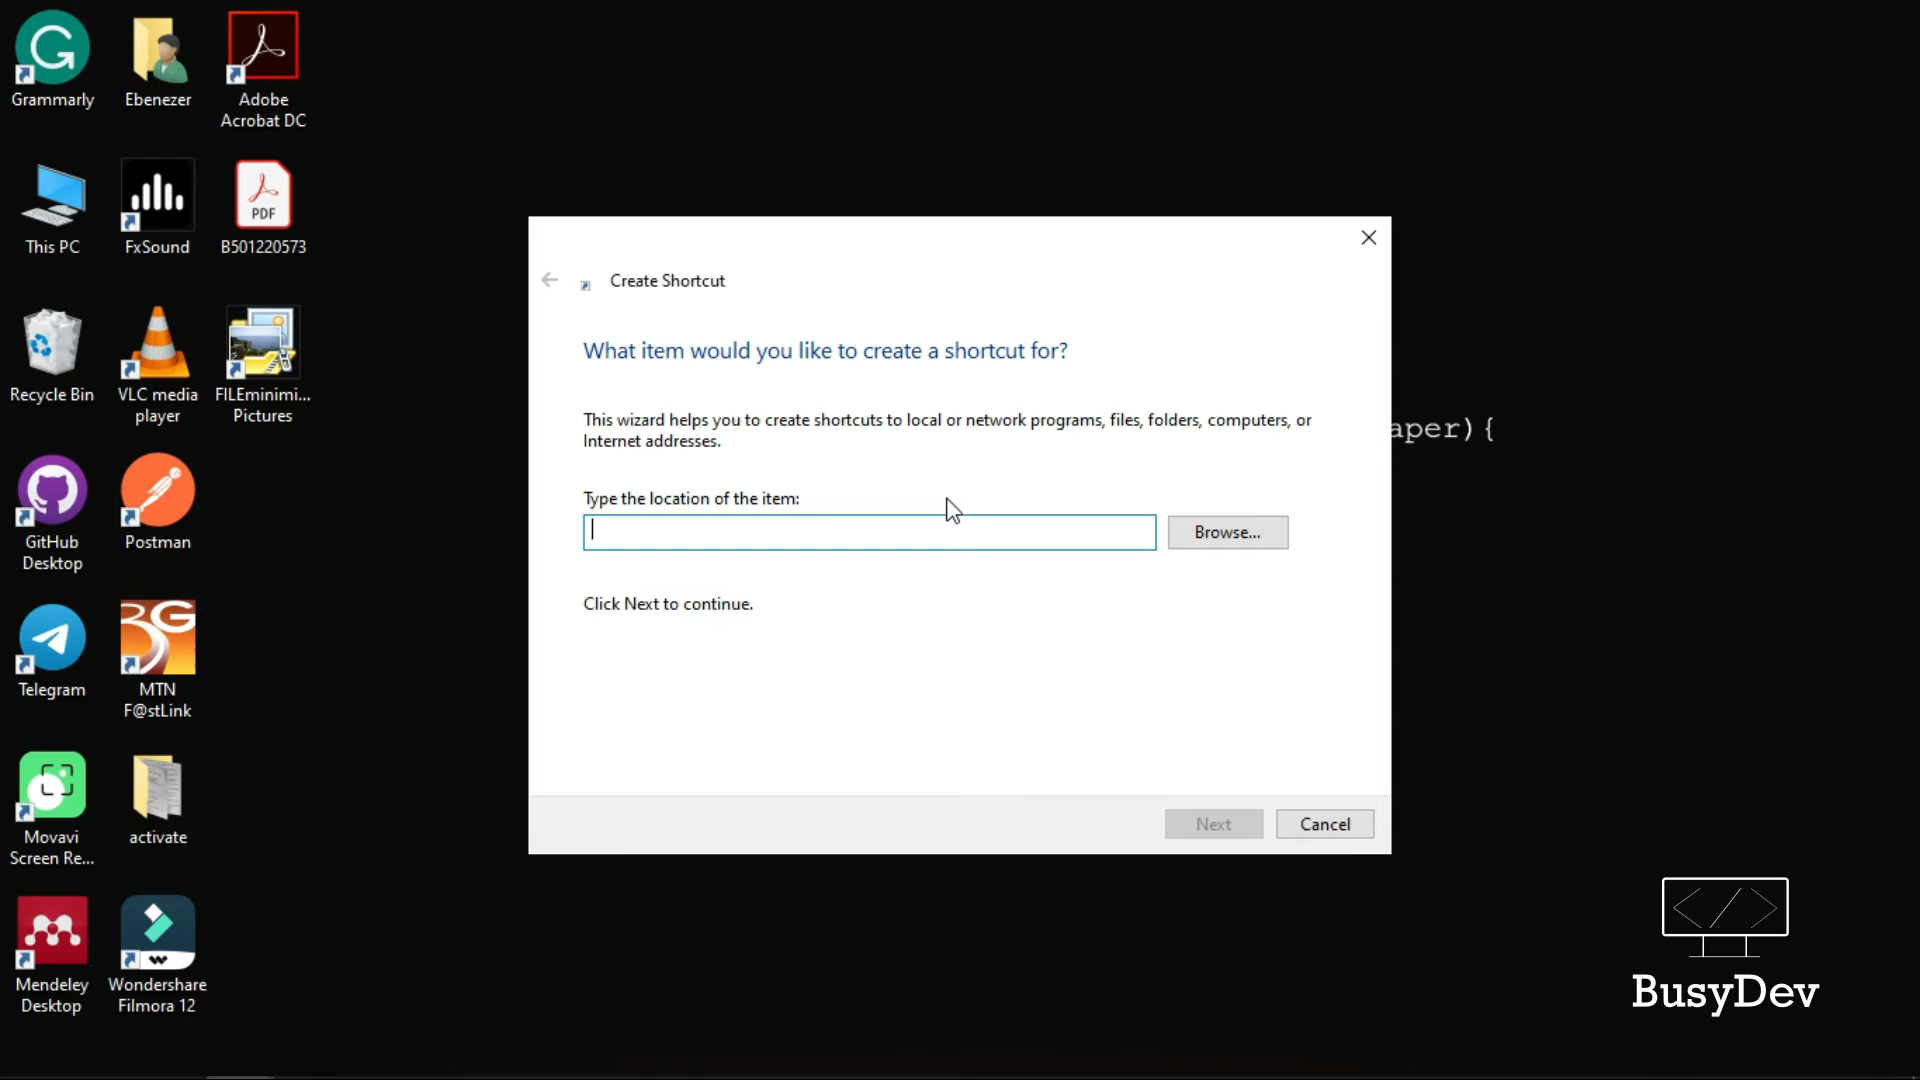 Grammarly
Ebenezer
Adobe
Acrobat DC
This PC
FxSound
PDF
B501220573
Recycle Bin
VLC media
player
FILEminimi...
Pictures
GitHub
Desktop
Postman
Telegram
3G
MTN
F@stLink
Movavi
Screen Re...
activate
Mendeley
Desktop
Wondershare
Filmora 12
Create Shortcut
What item would you like to create a shortcut for?
This wizard helps you to create shortcuts to local or network programs, files, folders, computers, or
Internet addresses.
Type the location of the item:
Browse...
Click Next to continue.
Next
Cancel
aper){
BusyDev